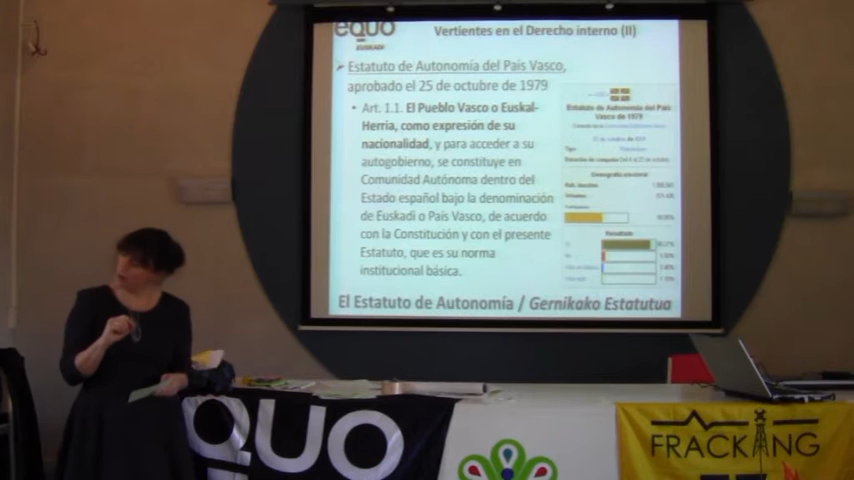 equo
EUSKADI
Vertientes en el Derecho interno (II)
Estatuto de Autonomía del País Vasco,
aprobado el 25 de octubre de 1979
• Art. 1.1. El Pueblo Vasco o Euskal-
Herria, como expresión de su
nacionalidad, y para acceder a su
autogobierno, se constituye en
Comunidad Autónoma dentro del
Estado español bajo la denominación
de Euskadi o País Vasco, de acuerdo
con la Constitución y con el presente
Estatuto, que es su norma
institucional básica.
Estatuto de Autonomía del País
Vasco de 1979
Demografía electoral
Resultado
El Estatuto de Autonomía / Gernikako Estatutua
QUO
FRACKING